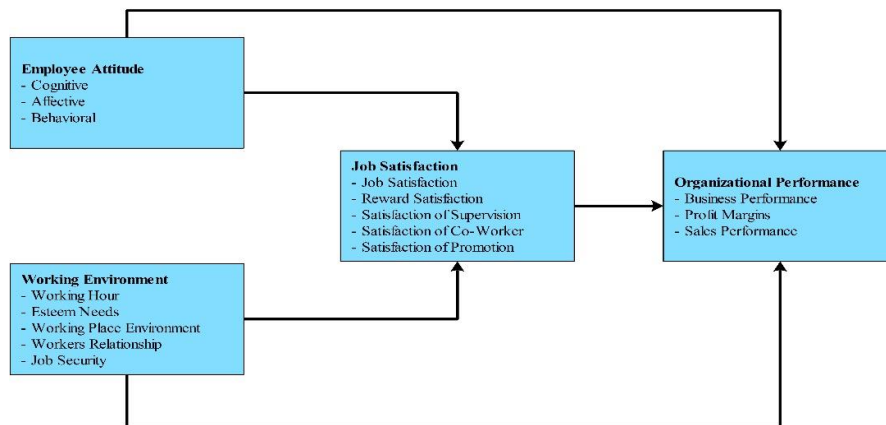 Employee Attitude
- Cognitive
- Affective
- Behavioral
Job Satisfaction
- Job Satisfaction
- Reward Satisfaction
- Satisfaction of Supervision
- Satisfaction of Co-Worker
- Satisfaction of Promotion
Organizational Performance
- Business Performance
- Profit Margins
- Sales Performance
Working Environment
- Working Hour
- Esteem Needs
- Working Place Environment
- Workers Relationship
- Job Security